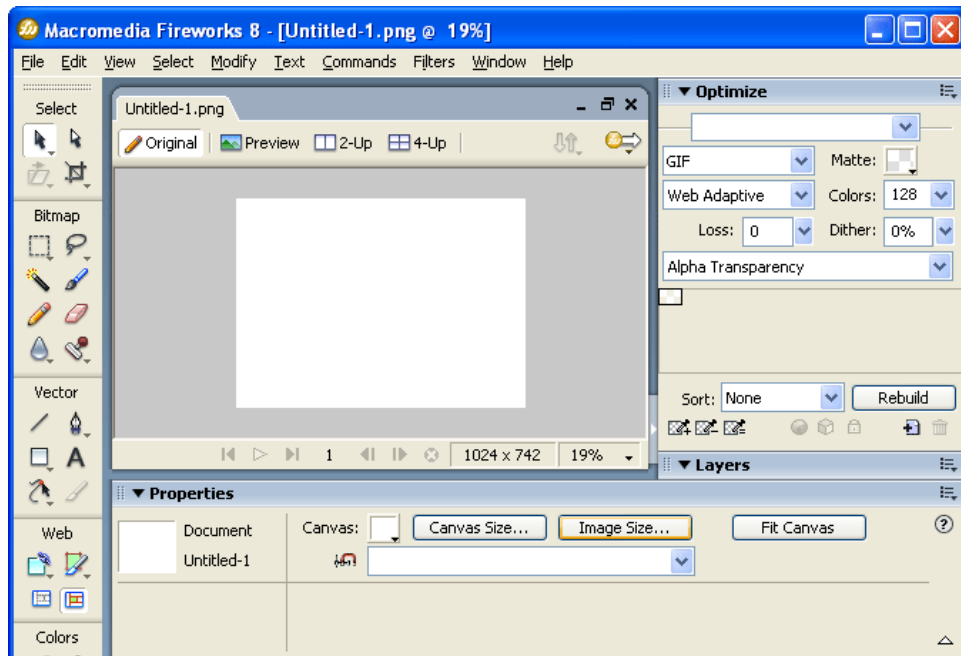 Macromedia Fireworks 8 - [Untitled-1.png @ 19%]
File Edit View Select Modify Text Commands Filters Window Help
Select
Bitmap
Vector
Web
Colors
Untitled-1.png
Original Preview 2-Up 4-Up
1 1024 x 742 19%
Optimize
GIF Matte:
Web Adaptive Colors: 128
Loss: 0 Dither: 0%
Alpha Transparency
Sort: None Rebuild
Layers
Properties
Document Canvas: Canvas Size... Image Size... Fit Canvas
Untitled-1